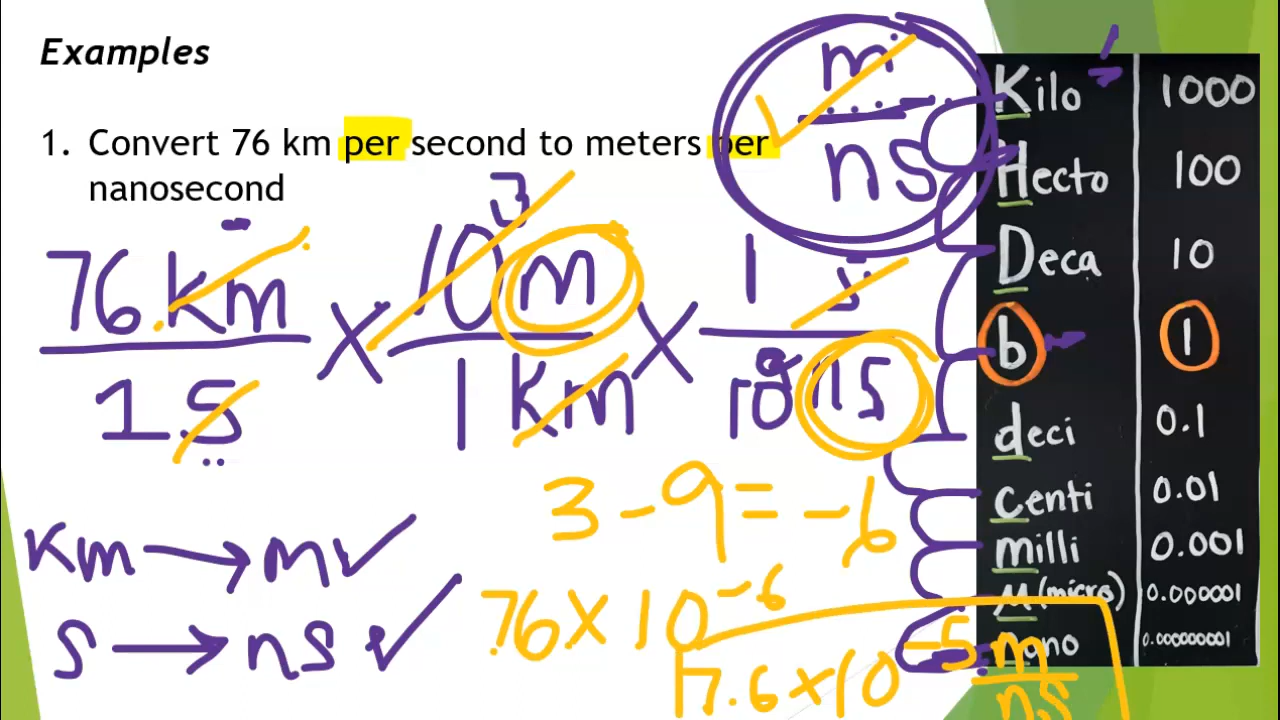 Examples
1. Convert 76 km per second to meters per
nanosecond
m
ns
76 km × 10³ m × 1 s
1 s 1 km 10⁹ ns
3 - 9 = -6
km → m
s → ns
76 × 10⁻⁶
7.6 × 10⁻⁵ m
ns
Kilo 1000
Hecto 100
Deca 10
b 1
deci 0.1
centi 0.01
milli 0.001
μ (micro) 0.000001
nano 0.000000001